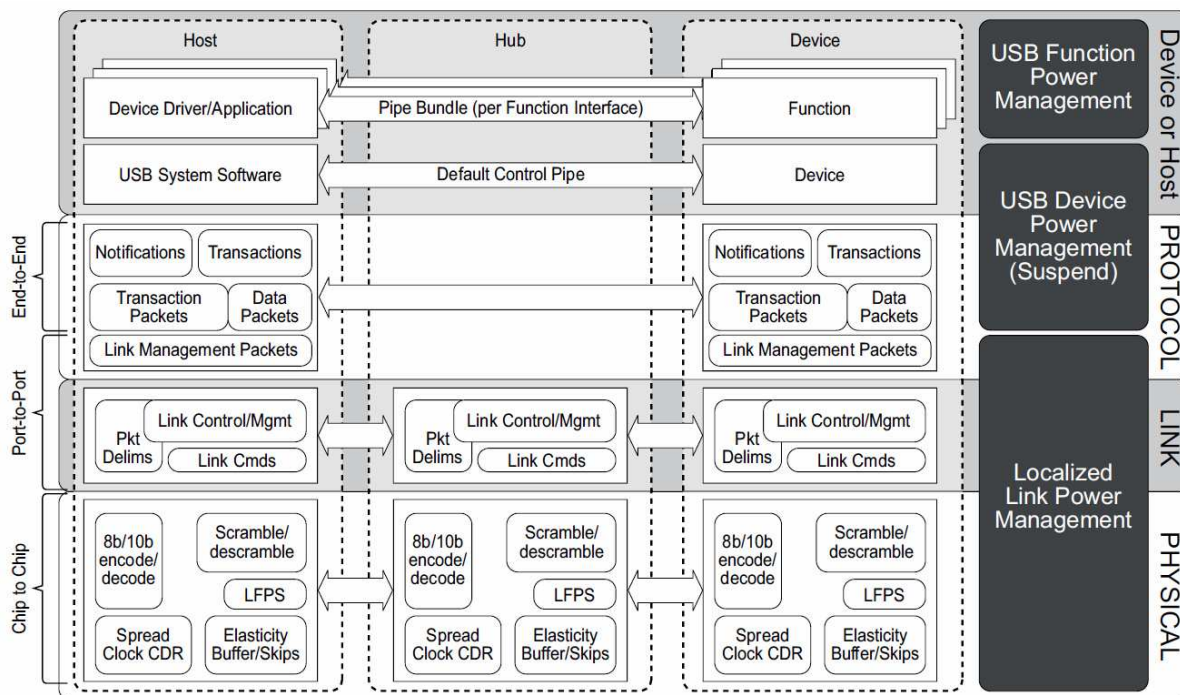 Host
Hub
Device
Device Driver/Application
Pipe Bundle (per Function Interface)
Function
USB System Software
Default Control Pipe
Device
USB Function
Power
Management
Device or Host
USB Device
Power
Management
(Suspend)
End-to-End
Notifications
Transactions
Transaction
Packets
Data
Packets
Link Management Packets
Notifications
Transactions
Transaction
Packets
Data
Packets
Link Management Packets
PROTOCOL
Port-to-Port
Pkt
Delims
Link Control/Mgmt
Link Cmds
Pkt
Delims
Link Control/Mgmt
Link Cmds
Pkt
Delims
Link Control/Mgmt
Link Cmds
LINK
Localized
Link Power
Management
Chip to Chip
8b/10b
encode/
decode
Scramble/
descramble
LFPS
Spread
Clock CDR
Elasticity
Buffer/Skips
8b/10b
encode/
decode
Scramble/
descramble
LFPS
Spread
Clock CDR
Elasticity
Buffer/Skips
8b/10b
encode/
decode
Scramble/
descramble
LFPS
Spread
Clock CDR
Elasticity
Buffer/Skips
PHYSICAL